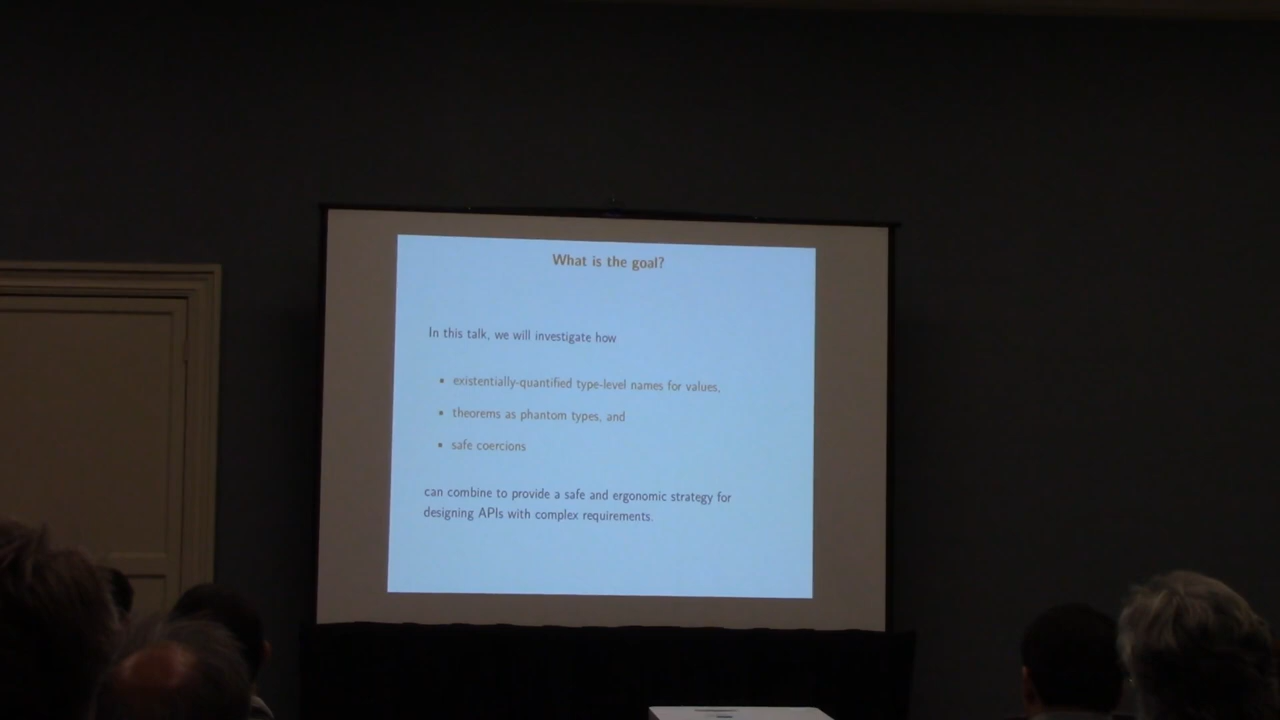 What is the goal?
In this talk, we will investigate how
• existentially-quantified type-level names for values,
• theorems as phantom types, and
• safe coercions
can combine to provide a safe and ergonomic strategy for
designing APIs with complex requirements.